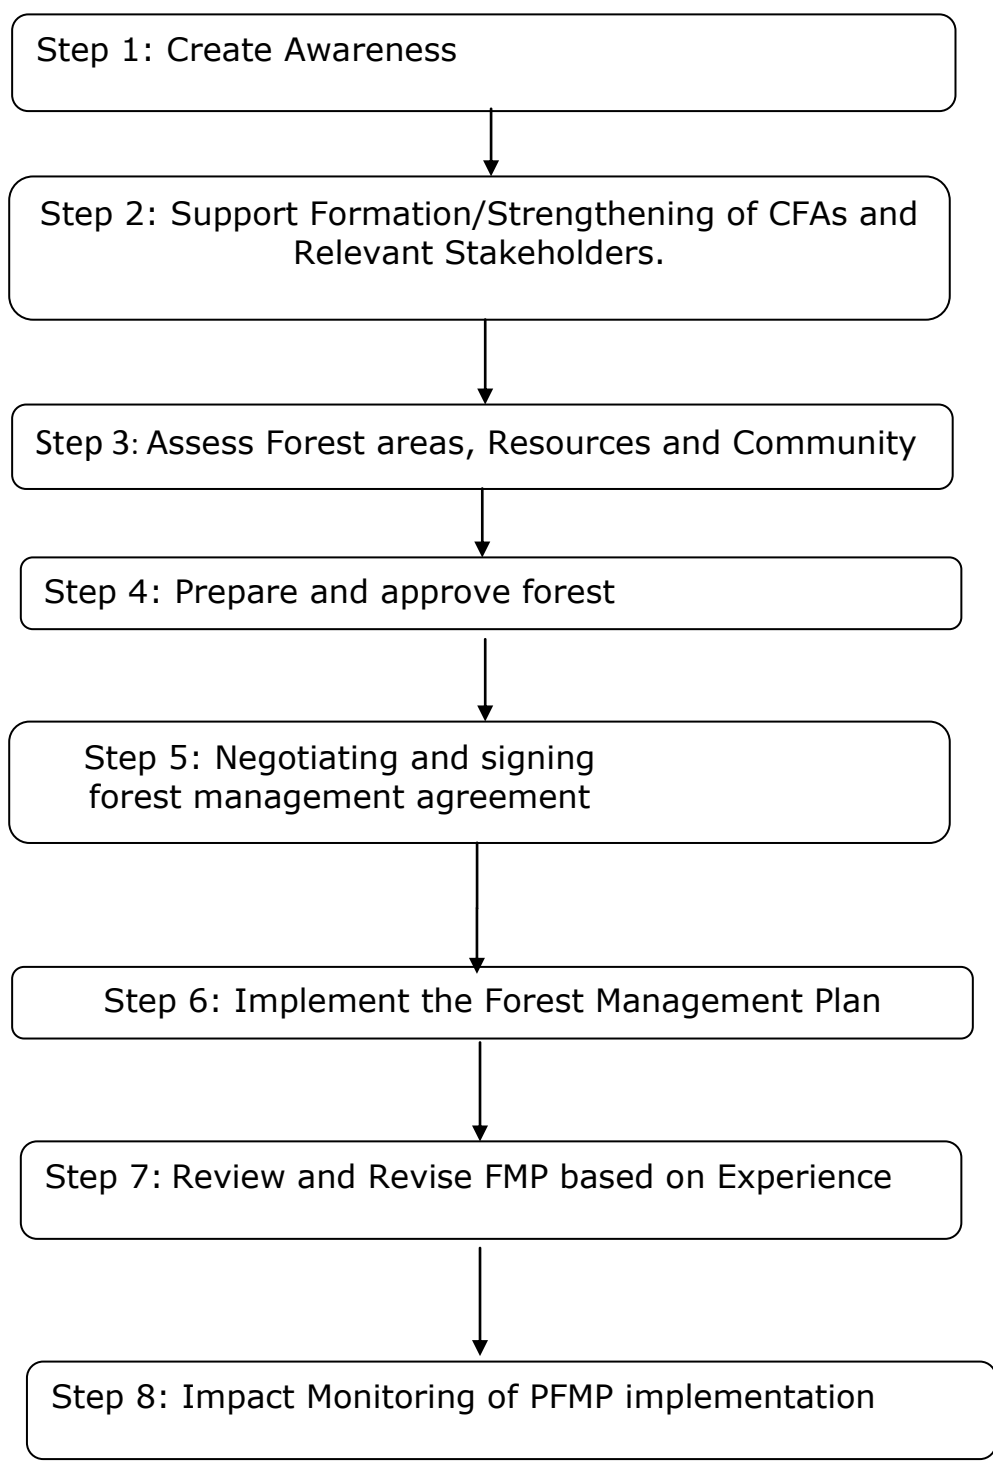 Step 1: Create Awareness
Step 2: Support Formation/Strengthening of CFAs and
Relevant Stakeholders.
Step 3: Assess Forest areas, Resources and Community
Step 4: Prepare and approve forest
Step 5: Negotiating and signing
forest management agreement
Step 6: Implement the Forest Management Plan
Step 7: Review and Revise FMP based on Experience
Step 8: Impact Monitoring of PFMP implementation